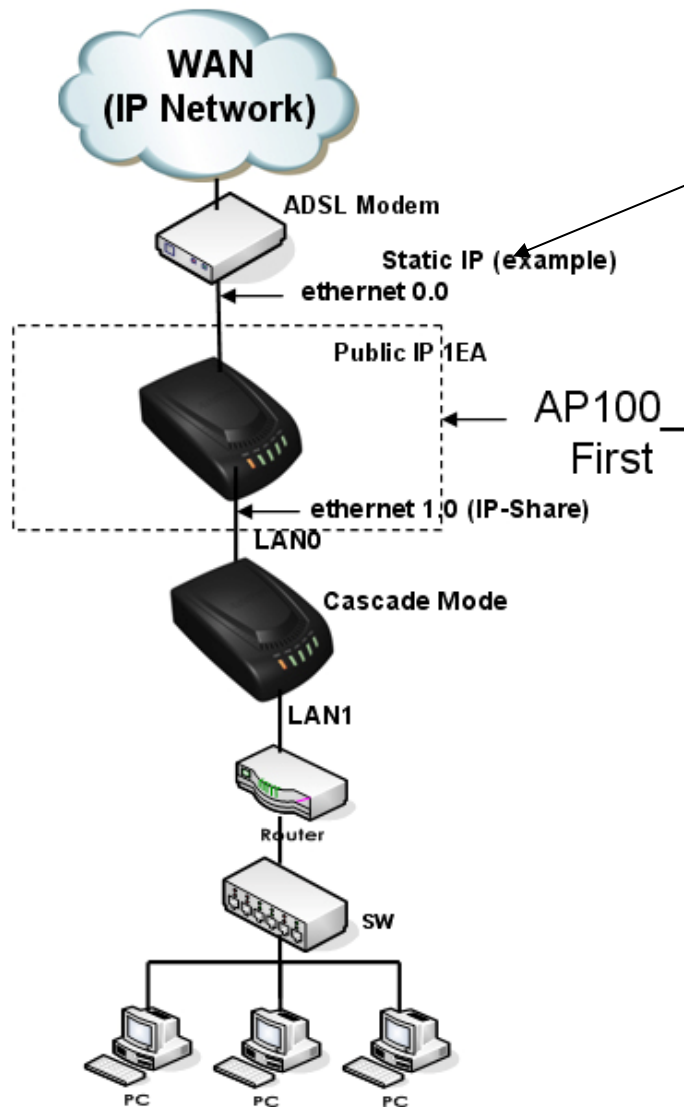 WAN
(IP Network)
ADSL Modem
Static IP (example)
ethernet 0.0
Public IP 1EA
AP100_
First
ethernet 1.0 (IP-Share)
LAN0
Cascade Mode
LAN1
Router
SW
PC
PC
PC